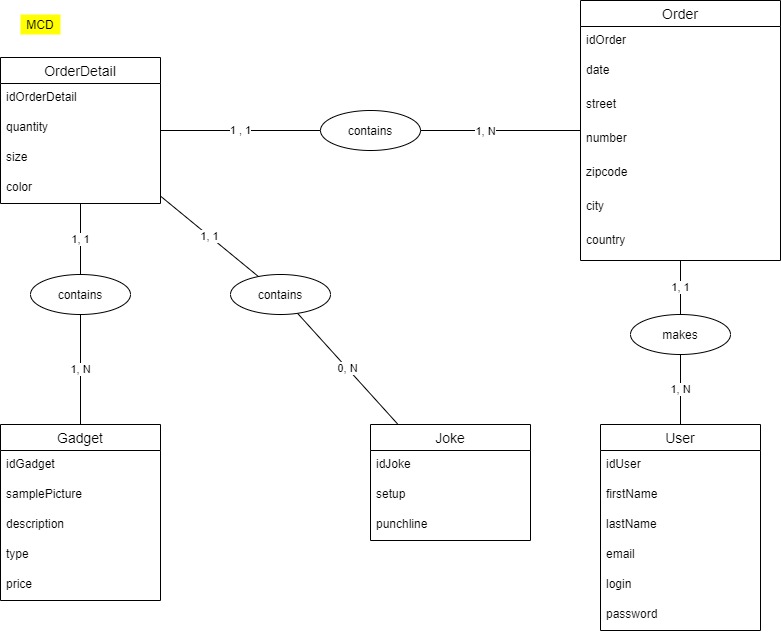 MCD
Order
idOrder
date
street
number
zipcode
city
country
OrderDetail
idOrderDetail
quantity
size
color
1 , 1
contains
1, N
1, 1
contains
1, N
1, 1
contains
0, N
1, 1
makes
1, N
Gadget
idGadget
samplePicture
description
type
price
Joke
idJoke
setup
punchline
User
idUser
firstName
lastName
email
login
password